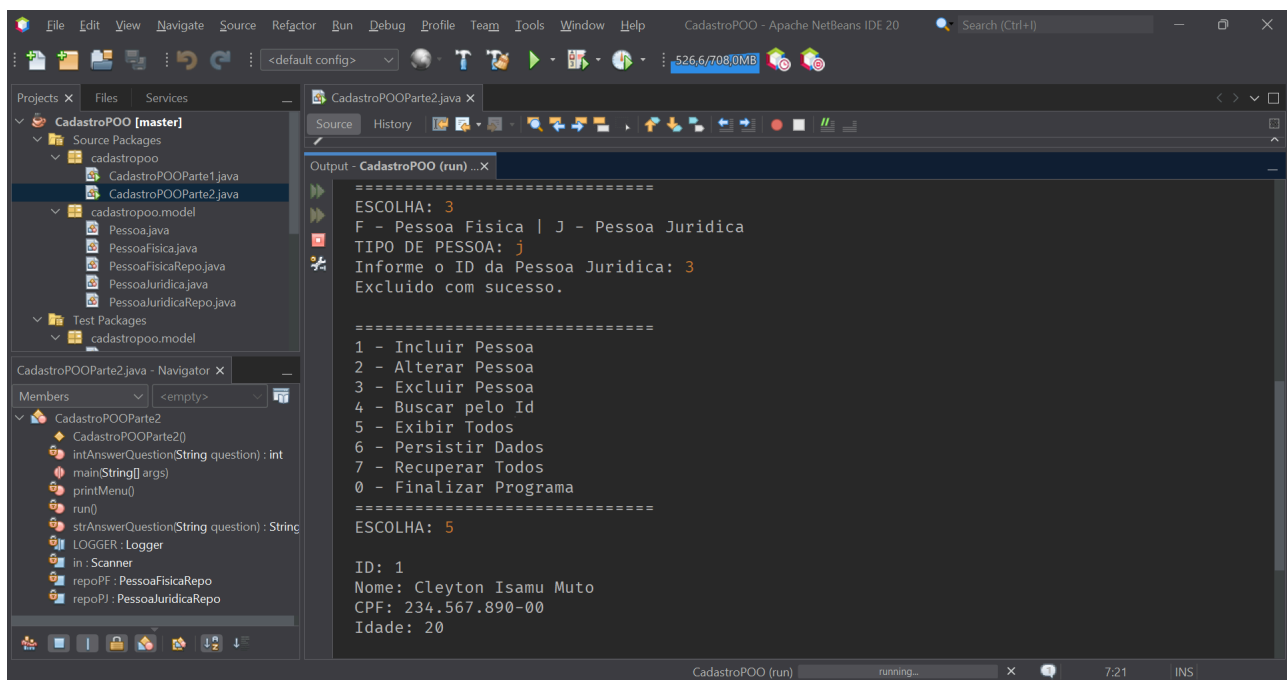 File Edit View Navigate Source Refactor Run Debug Profile Team Tools Window Help CadastroPOO - Apache NetBeans IDE 20 Search (Ctrl+I)
<default config> 526,6/708,0MB
Projects Files Services
CadastroPOO [master]
Source Packages
cadastropoo
CadastroPOOParte1.java
CadastroPOOParte2.java
cadastropoo.model
Pessoa.java
PessoaFisica.java
PessoaFisicaRepo.java
PessoaJuridica.java
PessoaJuridicaRepo.java
Test Packages
cadastropoo.model
CadastroPOOParte2.java - Navigator
Members <empty>
CadastroPOOParte2
CadastroPOOParte2()
intAnswerQuestion(String question) : int
main(String[] args)
printMenu()
run()
strAnswerQuestion(String question) : String
LOGGER : Logger
in : Scanner
repoPF : PessoaFisicaRepo
repoPJ : PessoaJuridicaRepo
CadastroPOOParte2.java
Source History
Output - CadastroPOO (run) ...
==============================
ESCOLHA: 3
F - Pessoa Fisica | J - Pessoa Juridica
TIPO DE PESSOA: j
Informe o ID da Pessoa Juridica: 3
Excluido com sucesso.
==============================
1 - Incluir Pessoa
2 - Alterar Pessoa
3 - Excluir Pessoa
4 - Buscar pelo Id
5 - Exibir Todos
6 - Persistir Dados
7 - Recuperar Todos
0 - Finalizar Programa
==============================
ESCOLHA: 5
ID: 1
Nome: Cleyton Isamu Muto
CPF: 234.567.890-00
Idade: 20
CadastroPOO (run) running... 7:21 INS